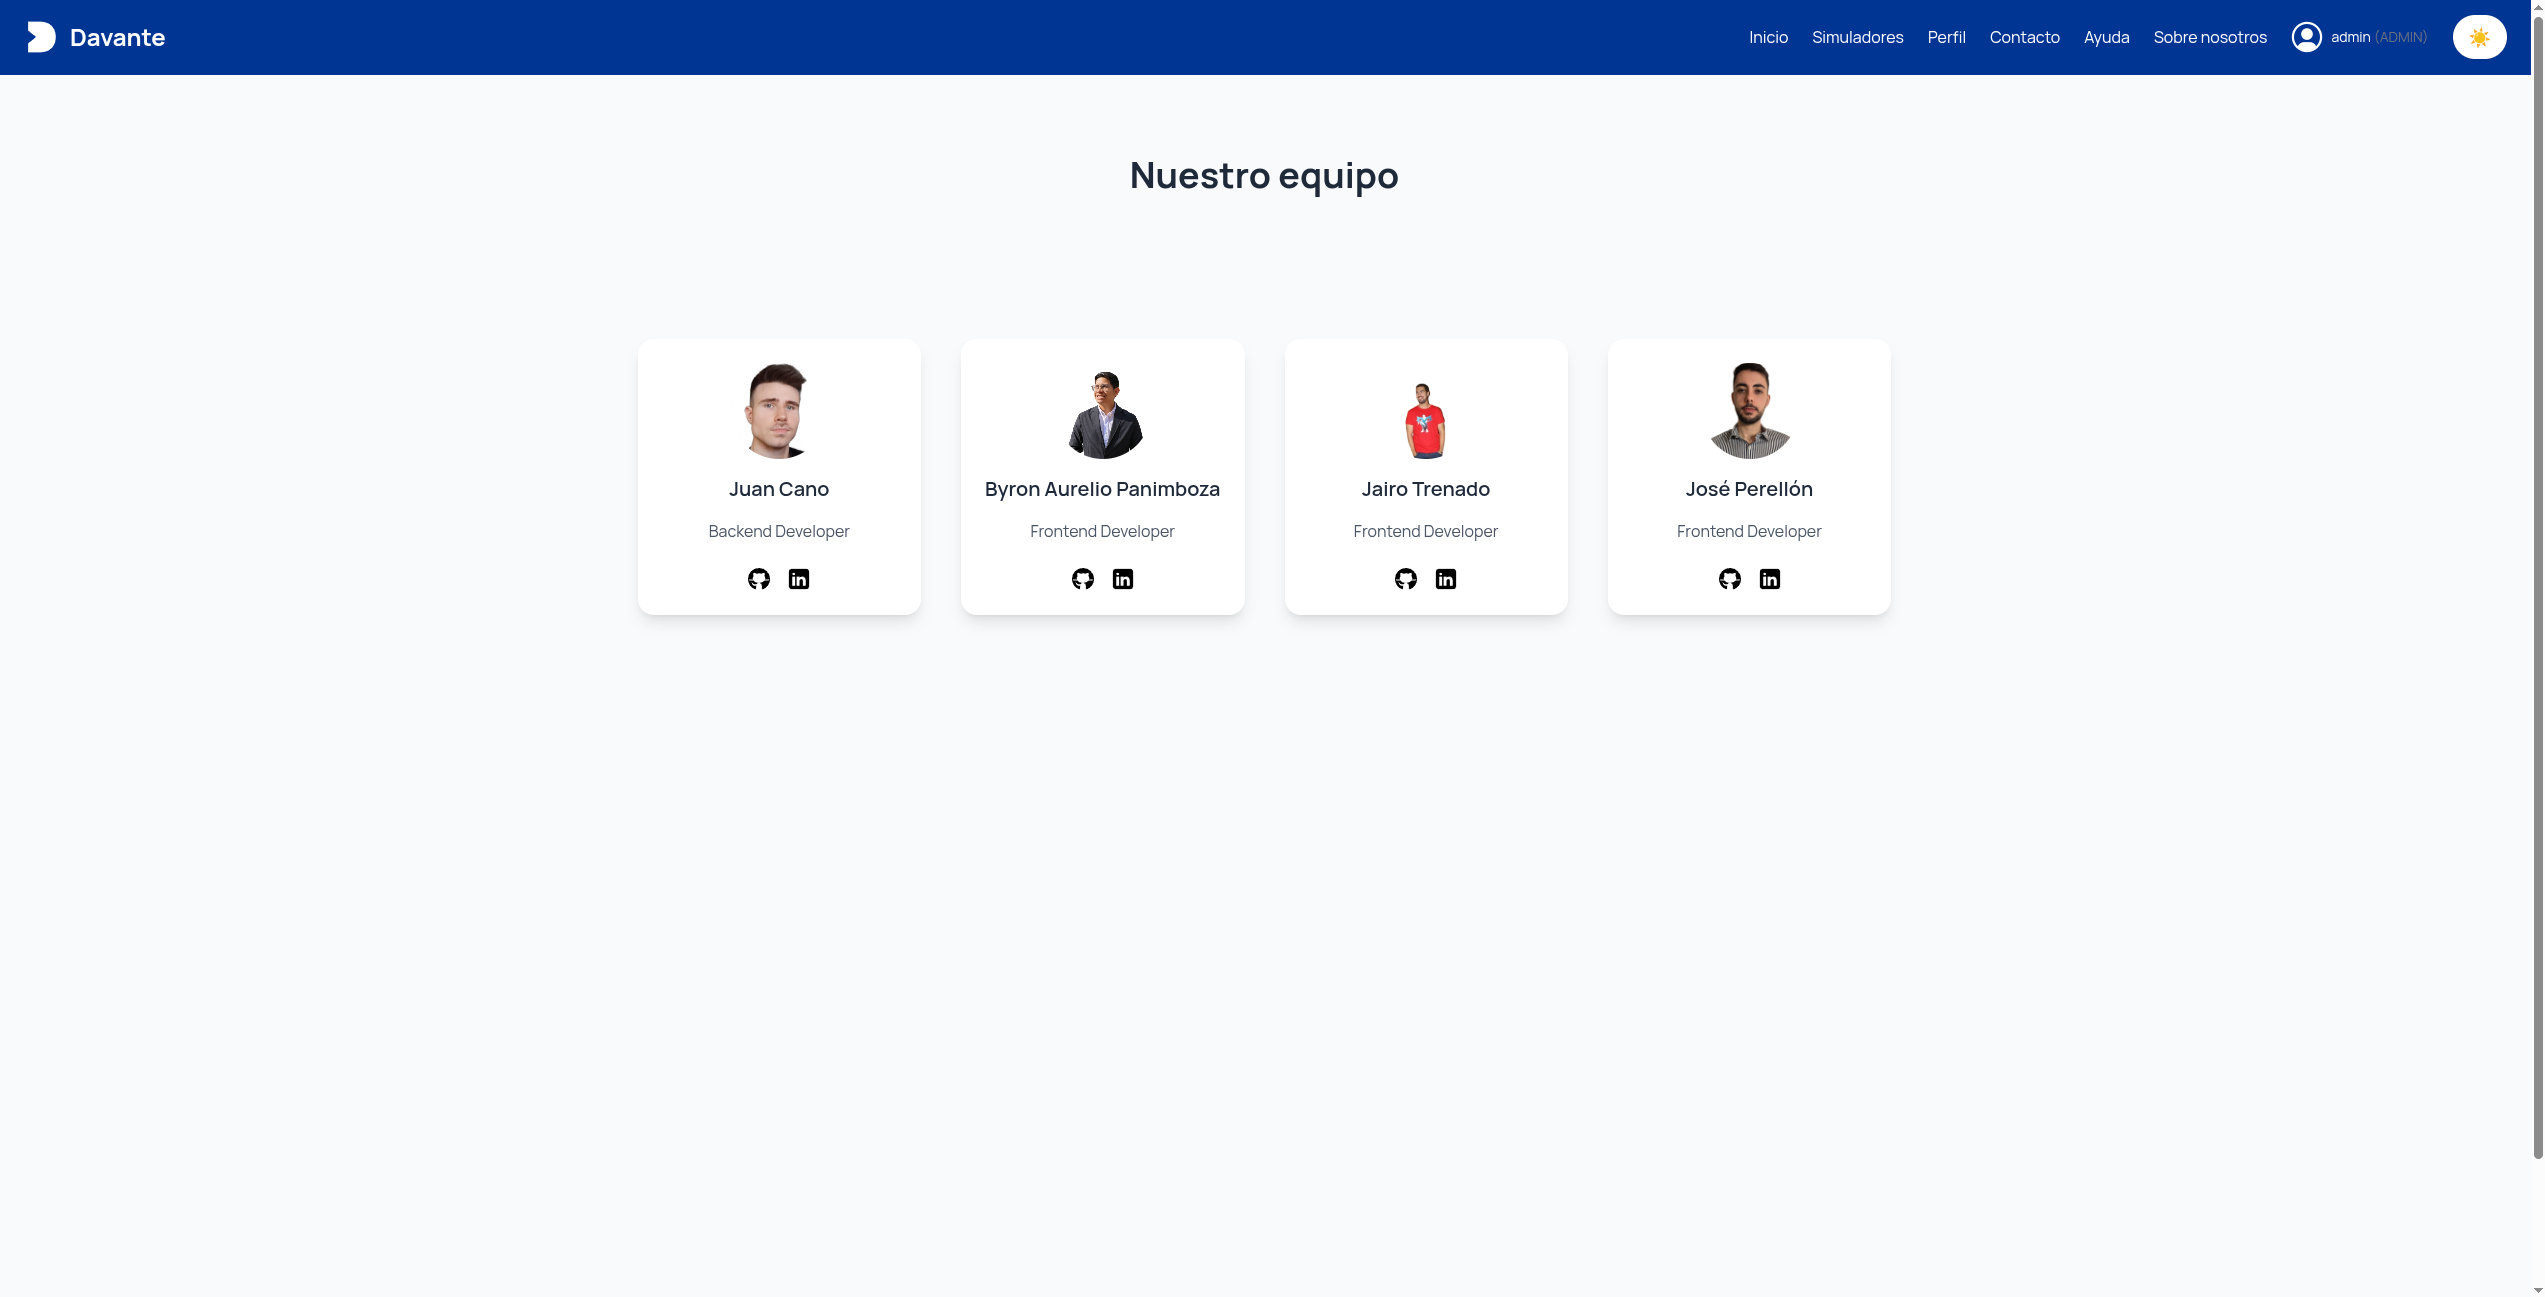 Davante
Inicio Simuladores Perfil Contacto Ayuda Sobre nosotros admin (ADMIN)
Nuestro equipo
Juan Cano
Backend Developer
Byron Aurelio Panimboza
Frontend Developer
Jairo Trenado
Frontend Developer
José Perellón
Frontend Developer